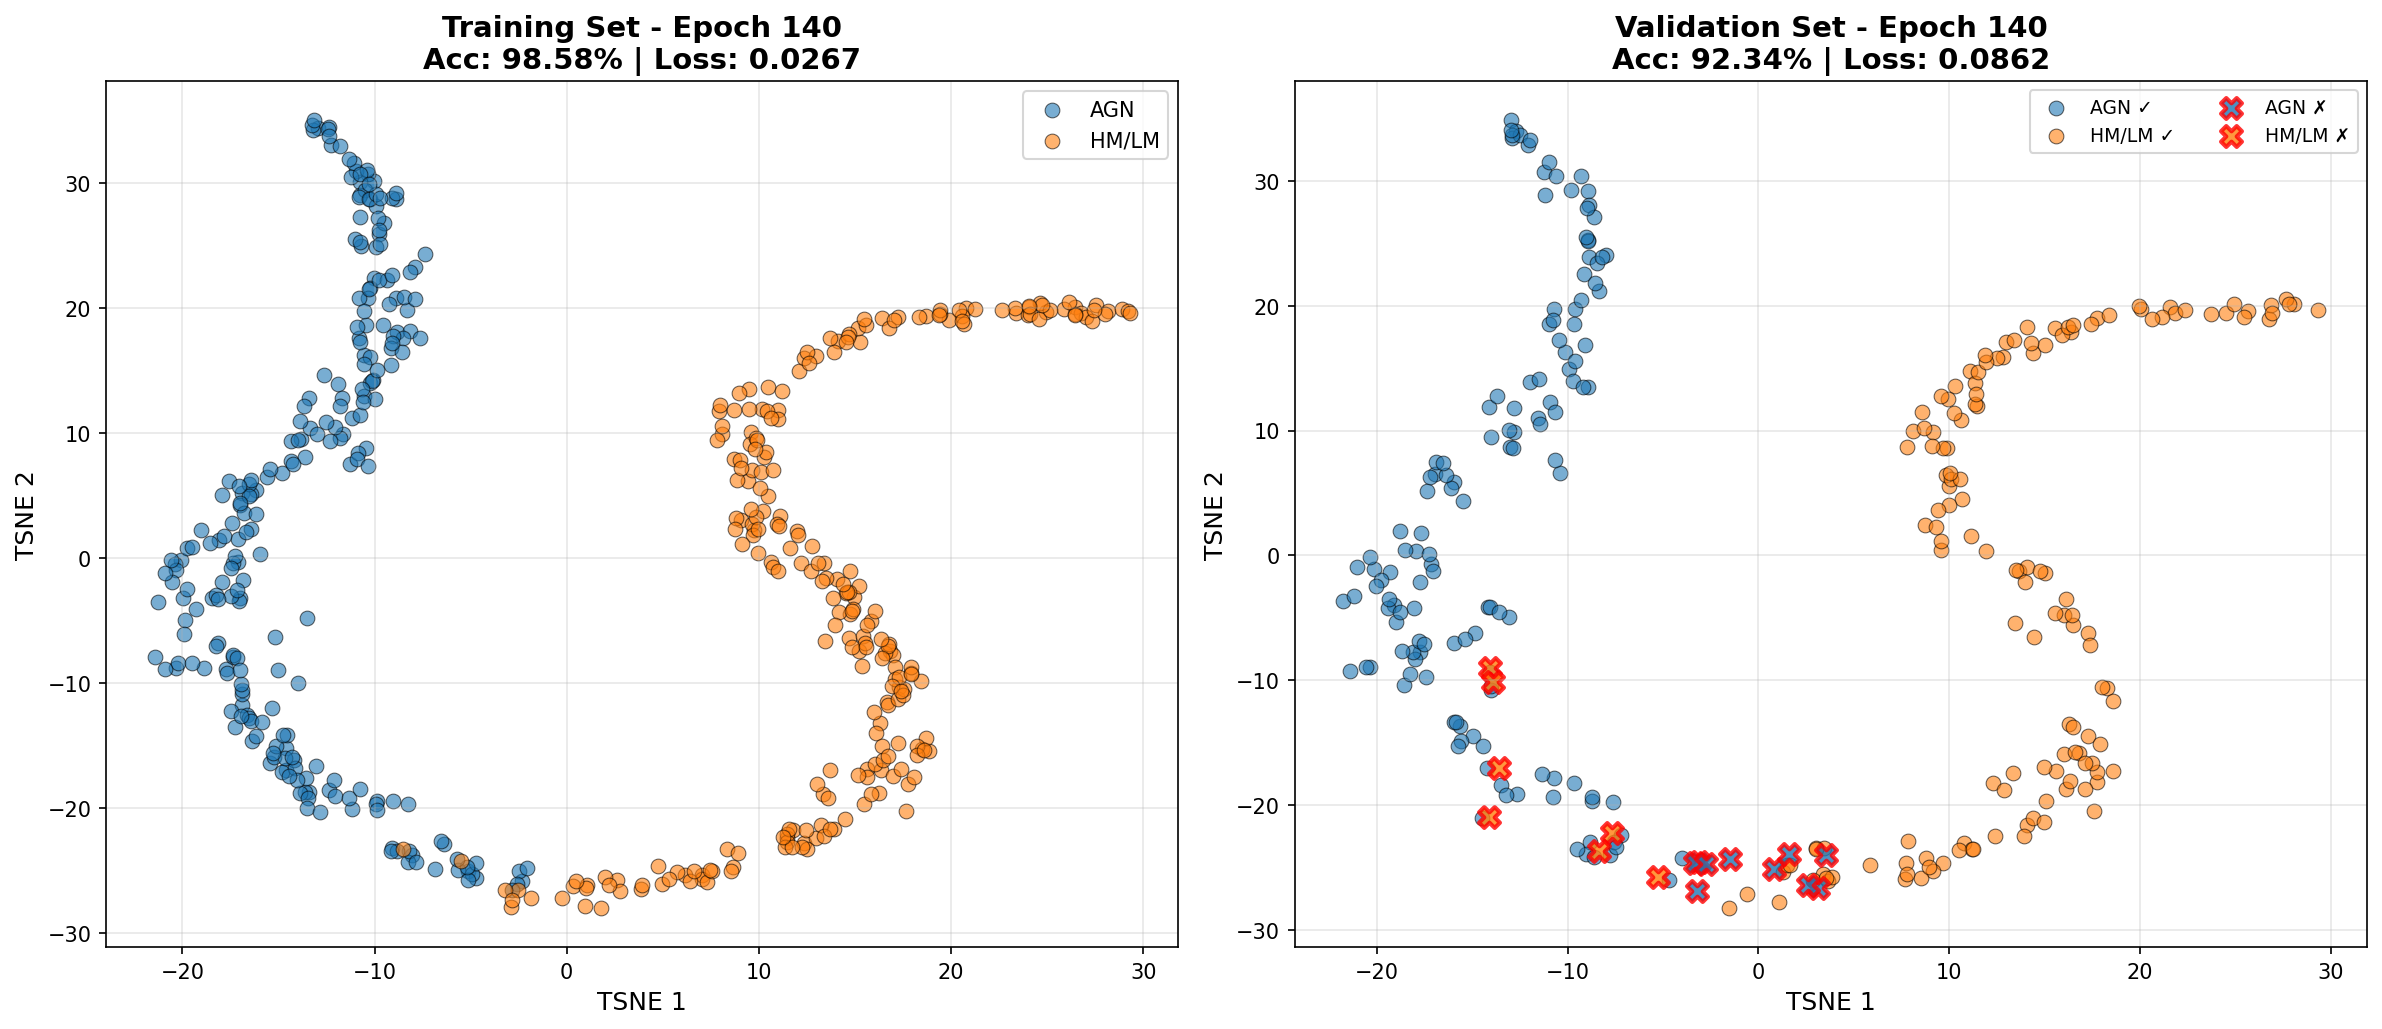 Training Set - Epoch 140
Acc: 98.58% | Loss: 0.0267
AGN
HM/LM
30
20
10
0
−10
−20
−30
TSNE 2
−20
−10
0
10
20
30
TSNE 1
Validation Set - Epoch 140
Acc: 92.34% | Loss: 0.0862
AGN ✓
AGN ✗
HM/LM ✓
HM/LM ✗
30
20
10
0
−10
−20
−30
TSNE 2
−20
−10
0
10
20
30
TSNE 1